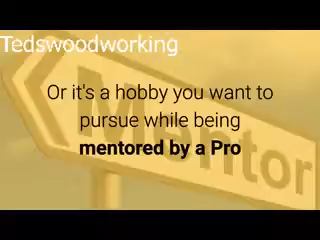 Tedswoodworking
Or it's a hobby you want to
pursue while being
mentored by a Pro
Mentor